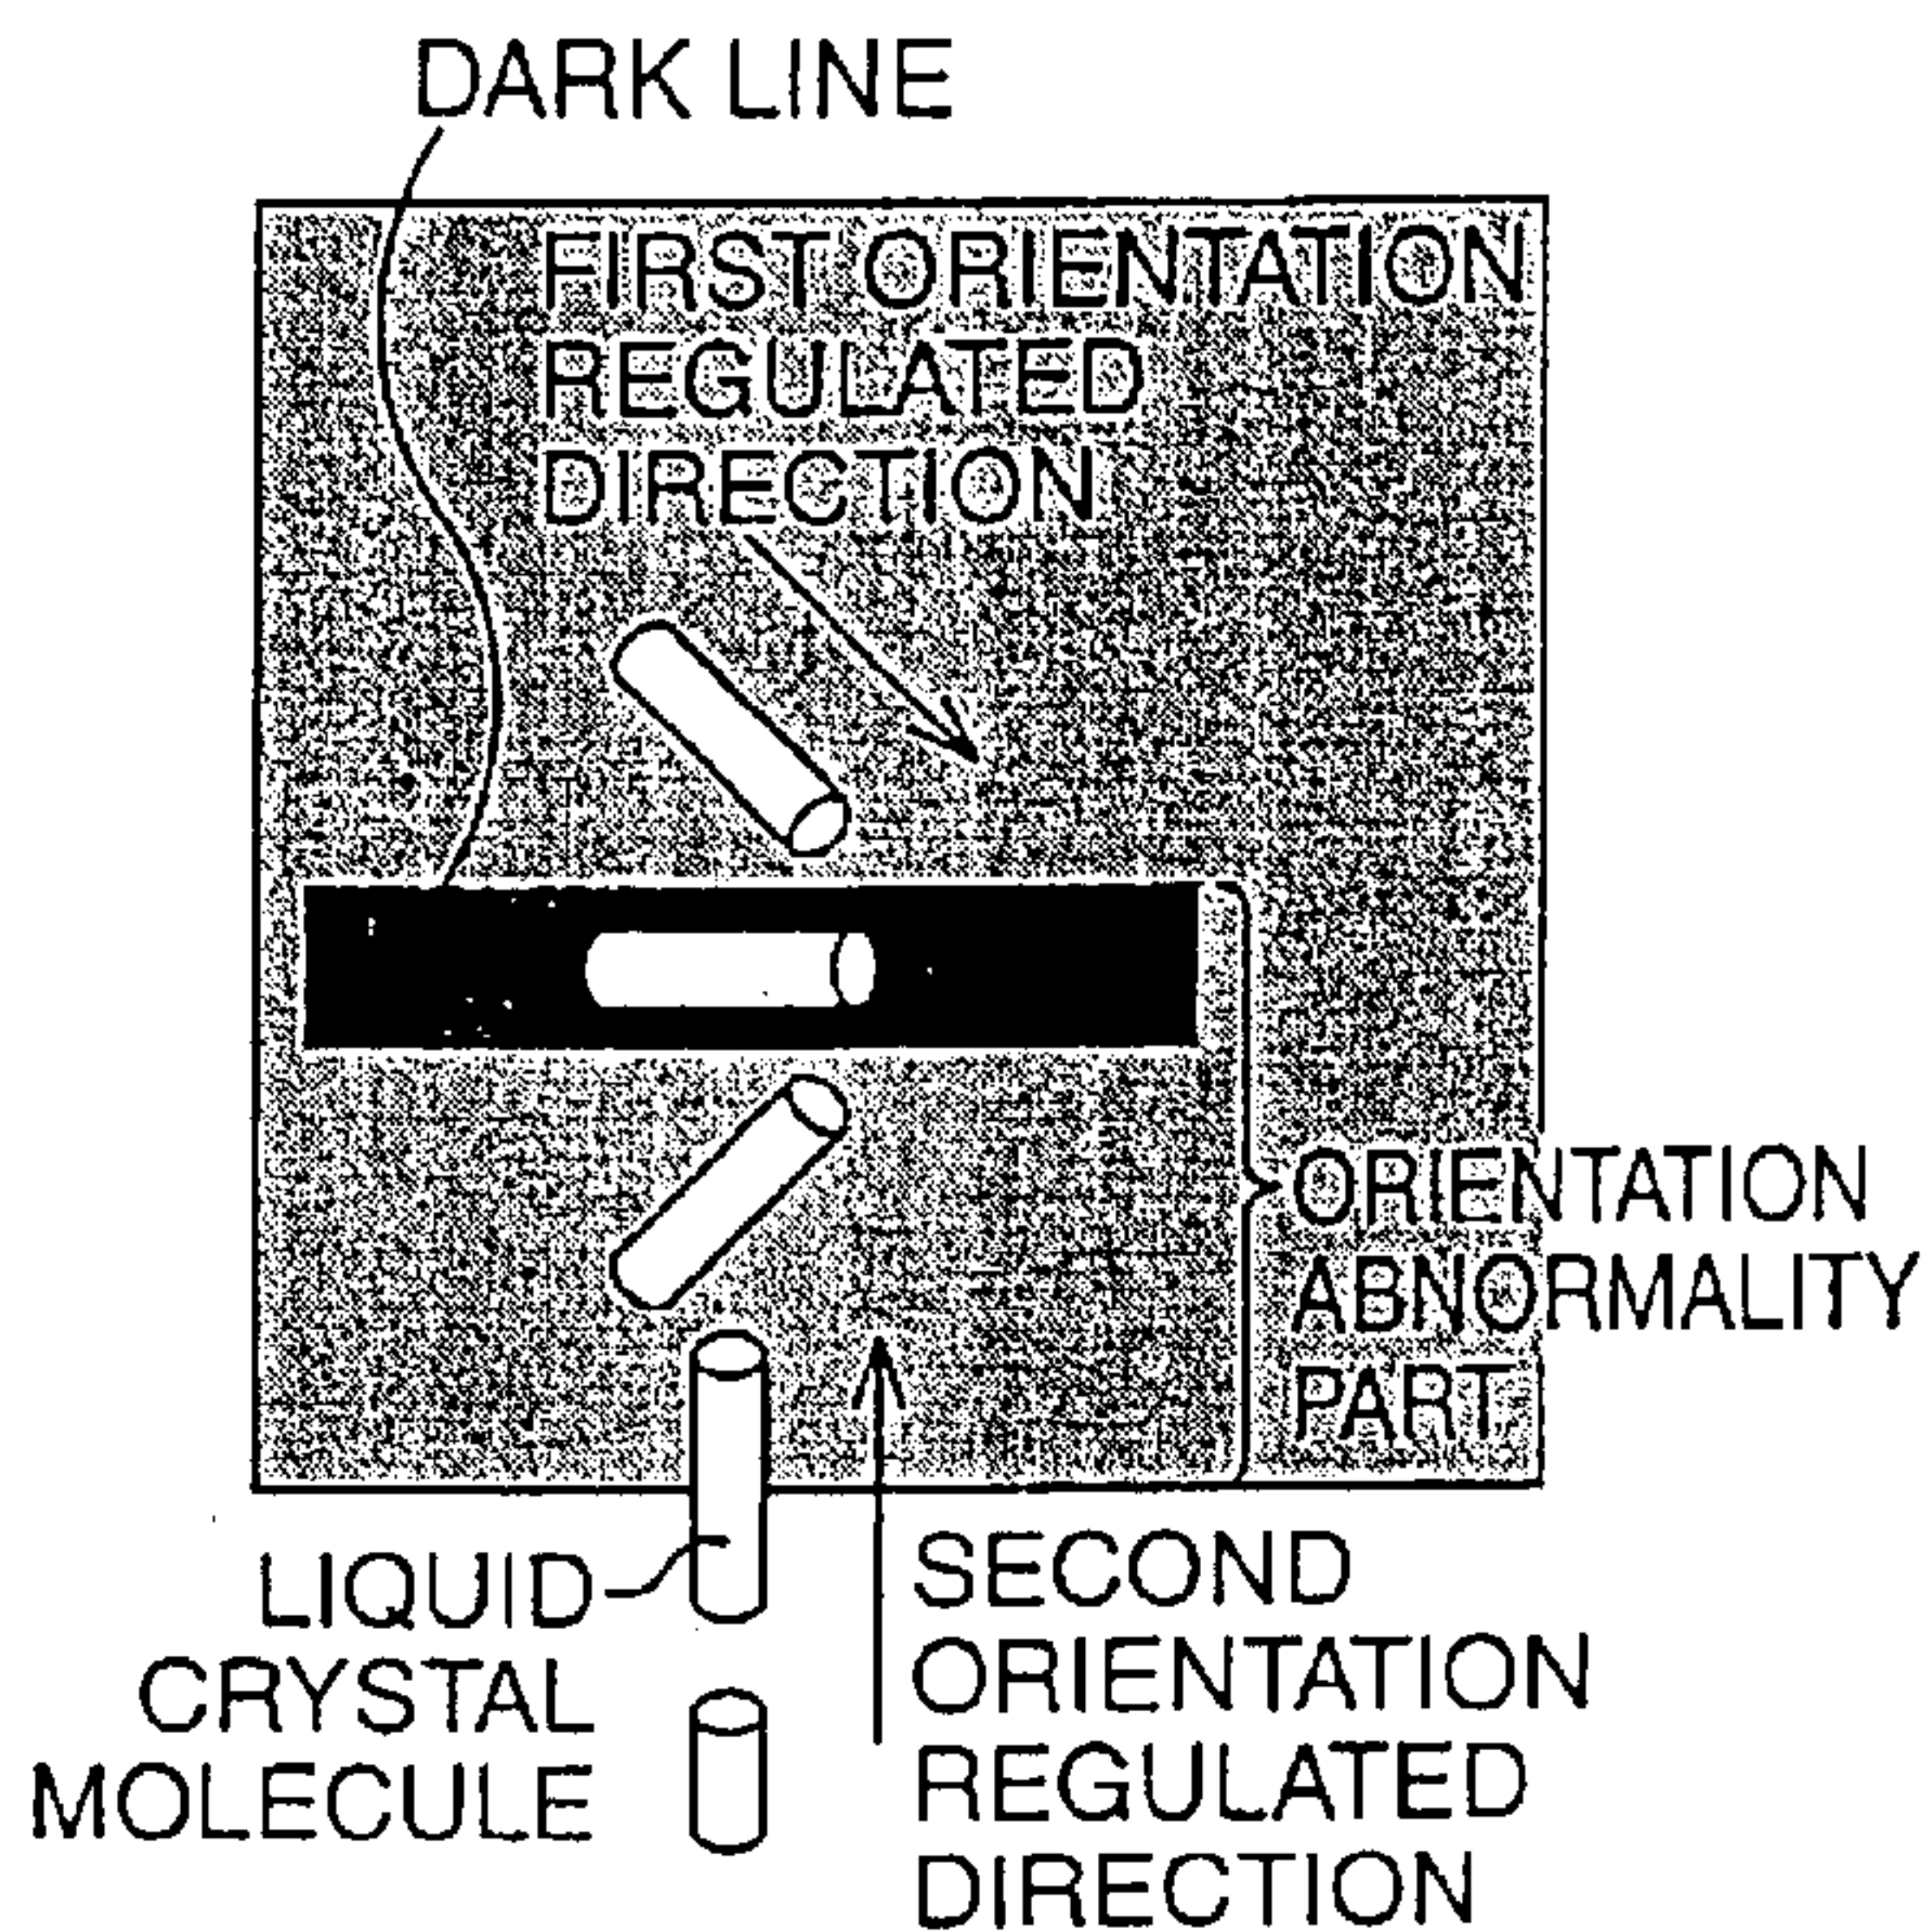 DARK LINE
FIRST ORIENTATION
REGULATED
DIRECTION
ORIENTATION
ABNORMALITY
PART
LIQUID
CRYSTAL
MOLECULE
SECOND
ORIENTATION
REGULATED
DIRECTION